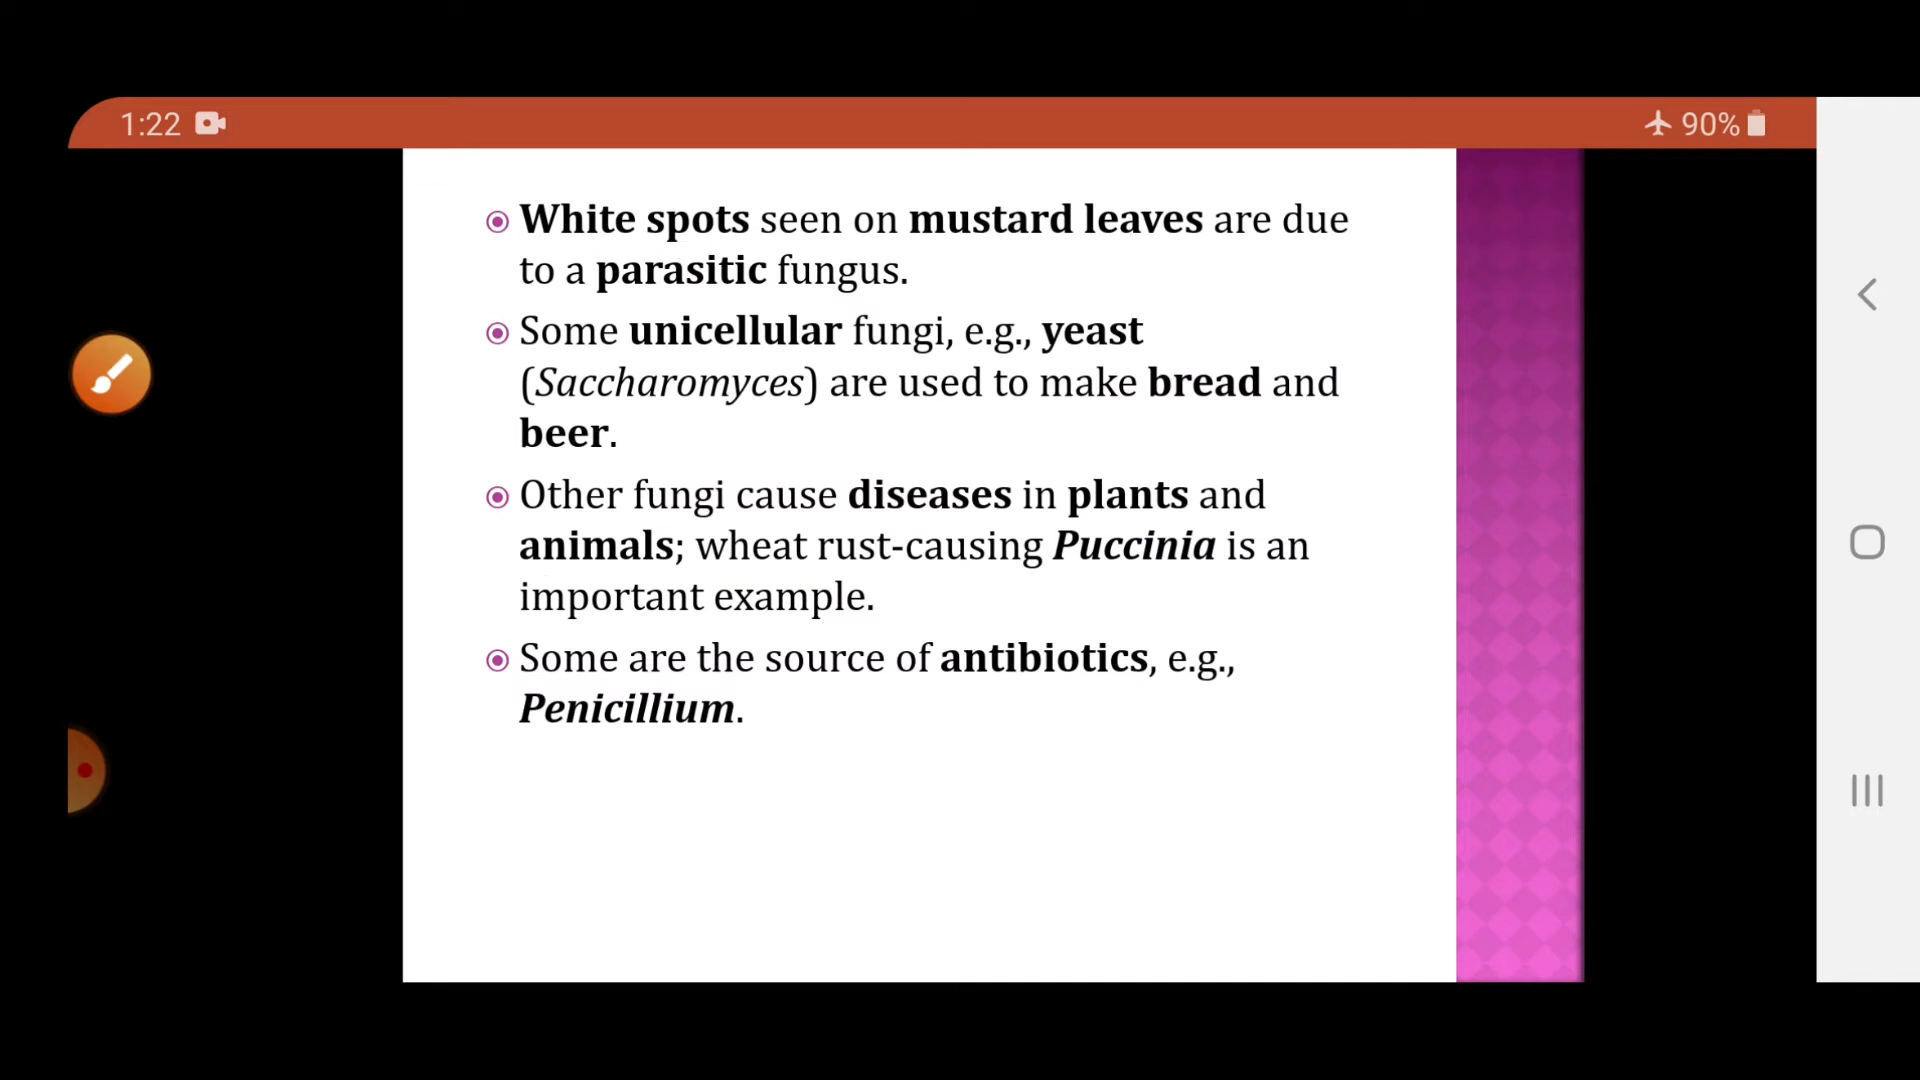 1:22
90%
White spots seen on mustard leaves are due
to a parasitic fungus.
Some unicellular fungi, e.g., yeast
(Saccharomyces) are used to make bread and
beer.
Other fungi cause diseases in plants and
animals; wheat rust-causing Puccinia is an
important example.
Some are the source of antibiotics, e.g.,
Penicillium.